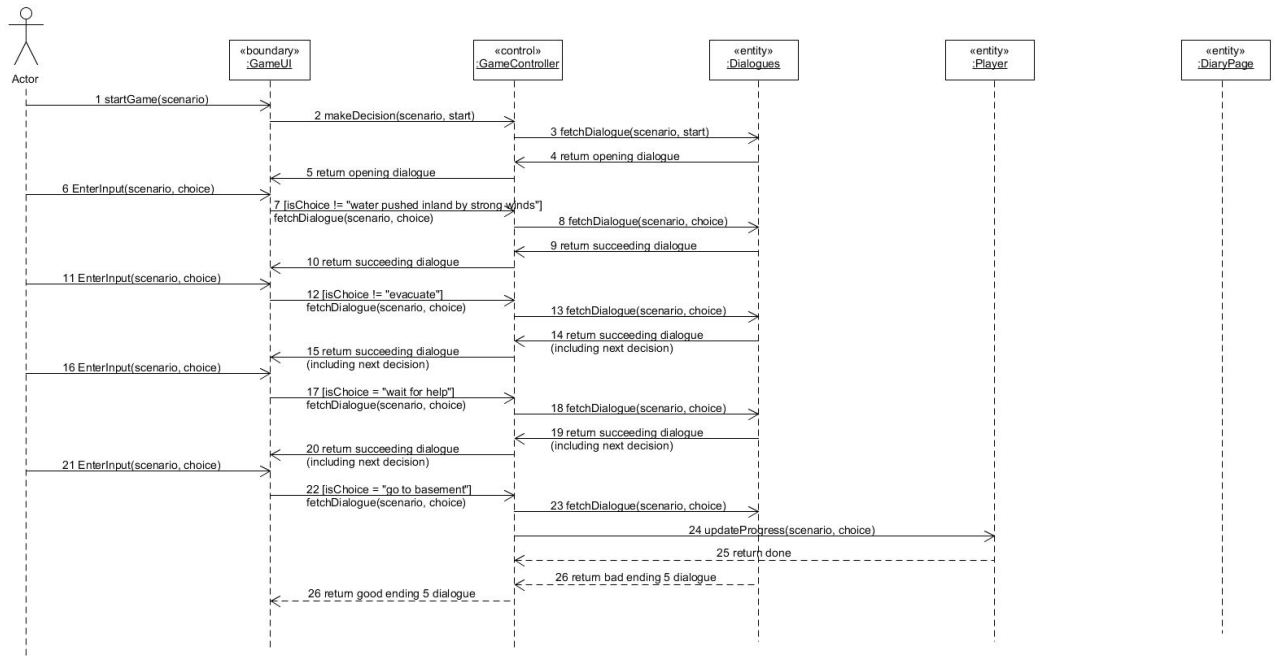 Actor
«boundary»
:GameUI
«control»
:GameController
«entity»
:Dialogues
«entity»
:Player
«entity»
:DiaryPage
1 startGame(scenario)
2 makeDecision(scenario, start)
3 fetchDialogue(scenario, start)
4 return opening dialogue
5 return opening dialogue
6 EnterInput(scenario, choice)
7 [isChoice != "water pushed inland by strong winds"]
fetchDialogue(scenario, choice)
8 fetchDialogue(scenario, choice)
9 return succeeding dialogue
10 return succeeding dialogue
11 EnterInput(scenario, choice)
12 [isChoice != "evacuate"]
fetchDialogue(scenario, choice)
13 fetchDialogue(scenario, choice)
14 return succeeding dialogue
(including next decision)
15 return succeeding dialogue
(including next decision)
16 EnterInput(scenario, choice)
17 [isChoice = "wait for help"]
fetchDialogue(scenario, choice)
18 fetchDialogue(scenario, choice)
19 return succeeding dialogue
(including next decision)
20 return succeeding dialogue
(including next decision)
21 EnterInput(scenario, choice)
22 [isChoice = "go to basement"]
fetchDialogue(scenario, choice)
23 fetchDialogue(scenario, choice)
24 updateProgress(scenario, choice)
25 return done
26 return bad ending 5 dialogue
26 return good ending 5 dialogue